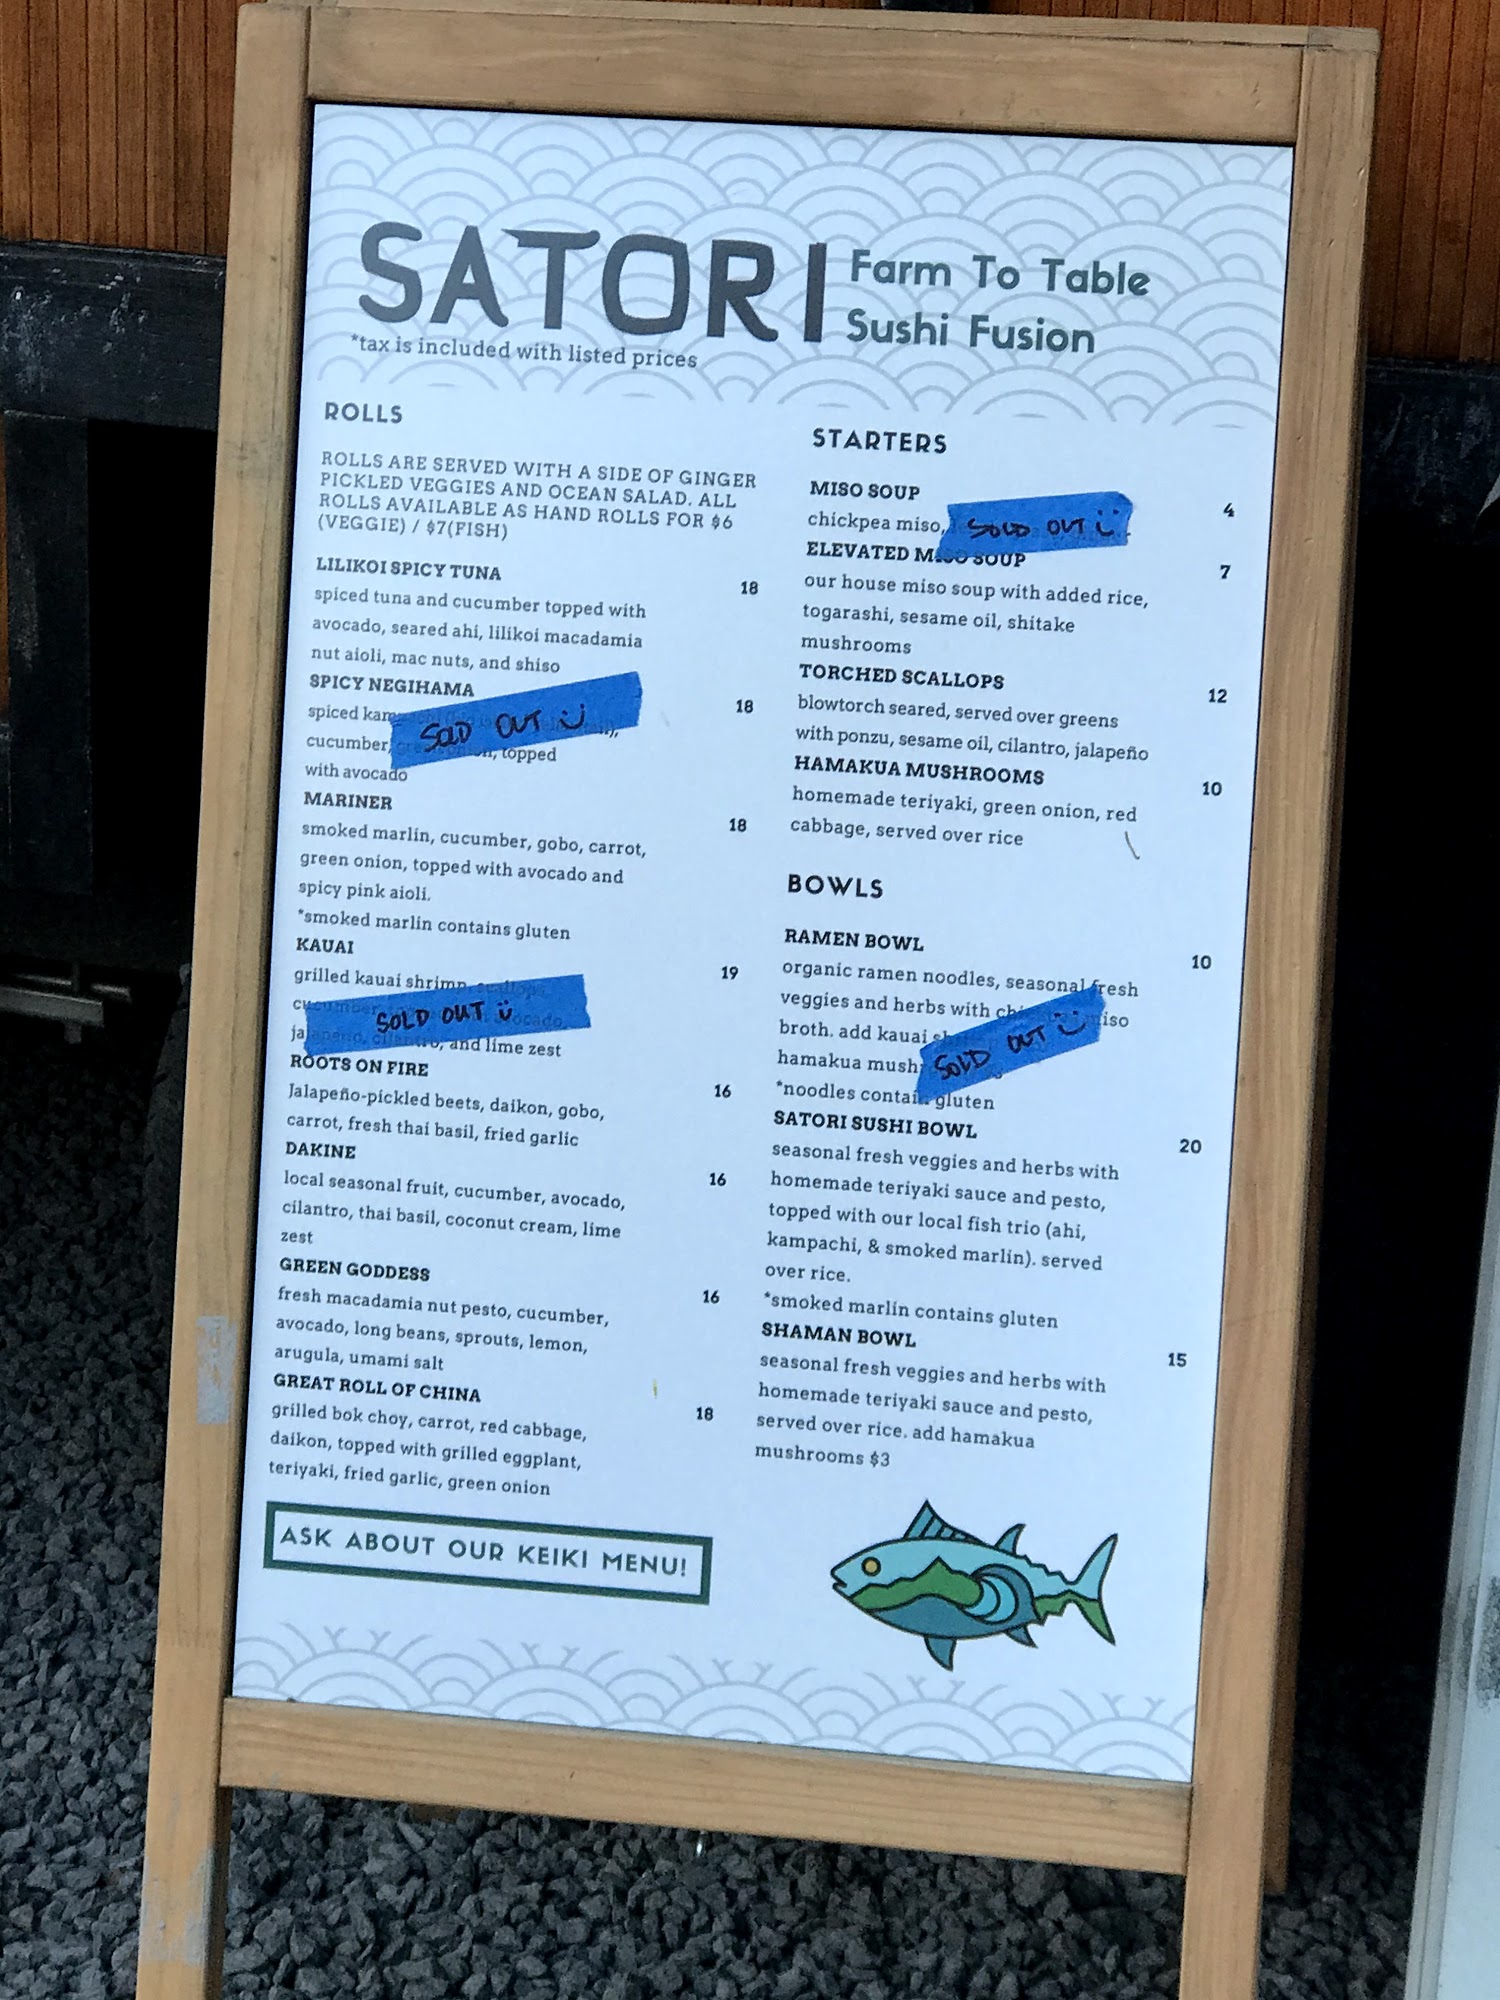 SATORI
Farm To Table
Sushi Fusion
*tax is included with listed prices
ROLLS
ROLLS ARE SERVED WITH A SIDE OF GINGER
PICKLED VEGGIES AND OCEAN SALAD. ALL
ROLLS AVAILABLE AS HAND ROLLS FOR $6
(VEGGIE) / $7(FISH)
LILIKOI SPICY TUNA 18
spiced tuna and cucumber topped with
avocado, seared ahi, lilikoi macadamia
nut aioli, mac nuts, and shiso
SPICY NEGIHAMA 18
spiced
SOLD OUT
cucumber, topped
with avocado
MARINER 18
smoked marlin, cucumber, gobo, carrot,
green onion, topped with avocado and
spicy pink aioli.
*smoked marlin contains gluten
KAUAI 19
grilled kauai shrimp, scallops,
cucumber, avocado,
SOLD OUT
jalapeno, cilantro, and lime zest
ROOTS ON FIRE 16
Jalapeño-pickled beets, daikon, gobo,
carrot, fresh thai basil, fried garlic
DAKINE 16
local seasonal fruit, cucumber, avocado,
cilantro, thai basil, coconut cream, lime
zest
GREEN GODDESS 16
fresh macadamia nut pesto, cucumber,
avocado, long beans, sprouts, lemon,
arugula, umami salt
GREAT ROLL OF CHINA 18
grilled bok choy, carrot, red cabbage,
daikon, topped with grilled eggplant,
teriyaki, fried garlic, green onion
ASK ABOUT OUR KEIKI MENU!
STARTERS
MISO SOUP 4
chickpea miso,
SOLD OUT
ELEVATED MISO SOUP 7
our house miso soup with added rice,
togarashi, sesame oil, shitake
mushrooms
TORCHED SCALLOPS 12
blowtorch seared, served over greens
with ponzu, sesame oil, cilantro, jalapeño
HAMAKUA MUSHROOMS 10
homemade teriyaki, green onion, red
cabbage, served over rice
BOWLS
RAMEN BOWL 10
organic ramen noodles, seasonal fresh
veggies and herbs with chickpea miso
broth. add kauai
hamakua
SOLD OUT
*noodles contain gluten
SATORI SUSHI BOWL 20
seasonal fresh veggies and herbs with
homemade teriyaki sauce and pesto,
topped with our local fish trio (ahi,
kampachi, & smoked marlin). served
over rice.
*smoked marlin contains gluten
SHAMAN BOWL 15
seasonal fresh veggies and herbs with
homemade teriyaki sauce and pesto,
served over rice. add hamakua
mushrooms $3